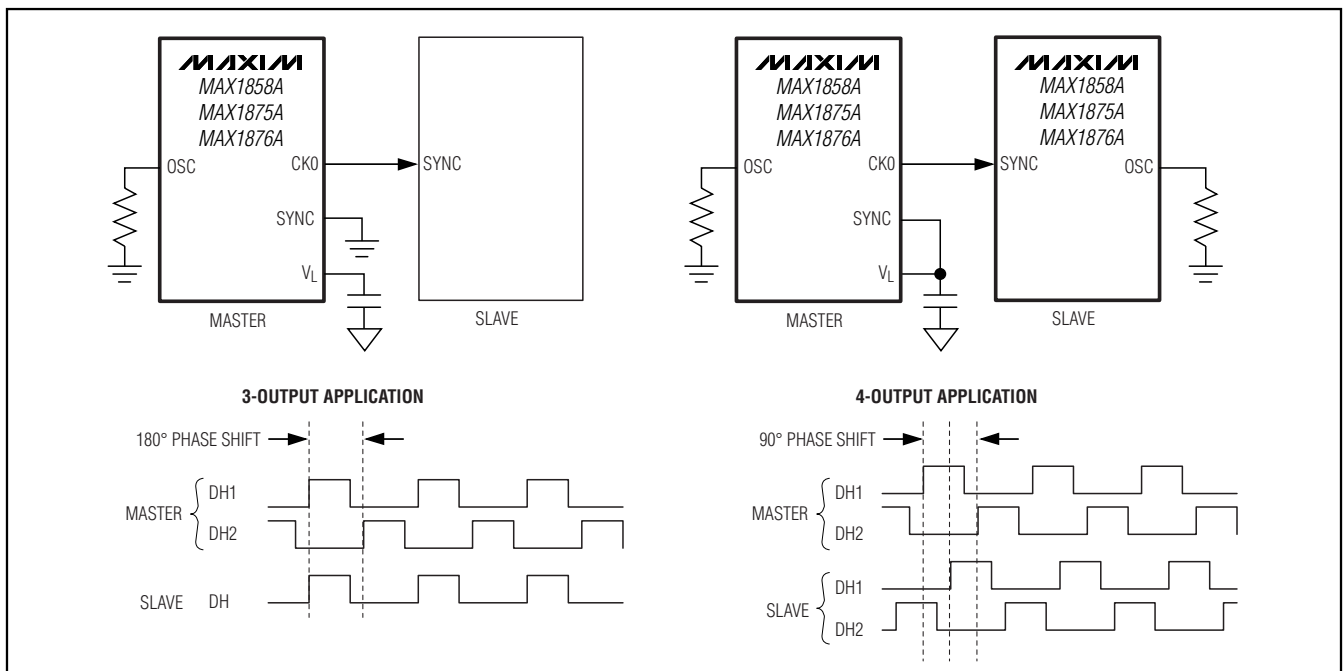 MAXIM
MAX1858A
MAX1875A
MAX1876A
OSC
CK0
SYNC
VL
MASTER
SYNC
SLAVE
MAXIM
MAX1858A
MAX1875A
MAX1876A
OSC
CK0
SYNC
VL
MASTER
MAXIM
MAX1858A
MAX1875A
MAX1876A
SYNC
OSC
SLAVE
3-OUTPUT APPLICATION
180° PHASE SHIFT
MASTER
DH1
DH2
SLAVE DH
4-OUTPUT APPLICATION
90° PHASE SHIFT
MASTER
DH1
DH2
SLAVE
DH1
DH2